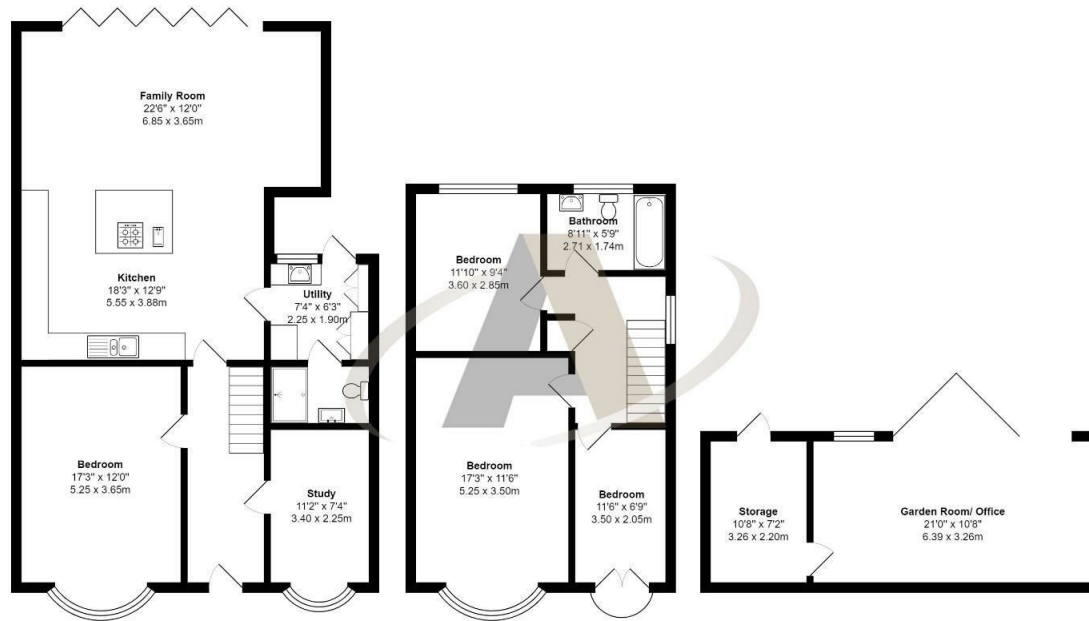 Family Room
22'6" x 12'0"
6.85 x 3.65m
Kitchen
18'3" x 12'9"
5.55 x 3.88m
Utility
7'4" x 6'3"
2.25 x 1.90m
Bedroom
17'3" x 12'0"
5.25 x 3.65m
Study
11'2" x 7'4"
3.40 x 2.25m
Bathroom
8'11" x 5'9"
2.71 x 1.74m
Bedroom
11'10" x 9'4"
3.60 x 2.85m
Bedroom
17'3" x 11'6"
5.25 x 3.50m
Bedroom
11'6" x 6'9"
3.50 x 2.05m
Storage
10'8" x 7'2"
3.26 x 2.20m
Garden Room/ Office
21'0" x 10'8"
6.39 x 3.26m
A